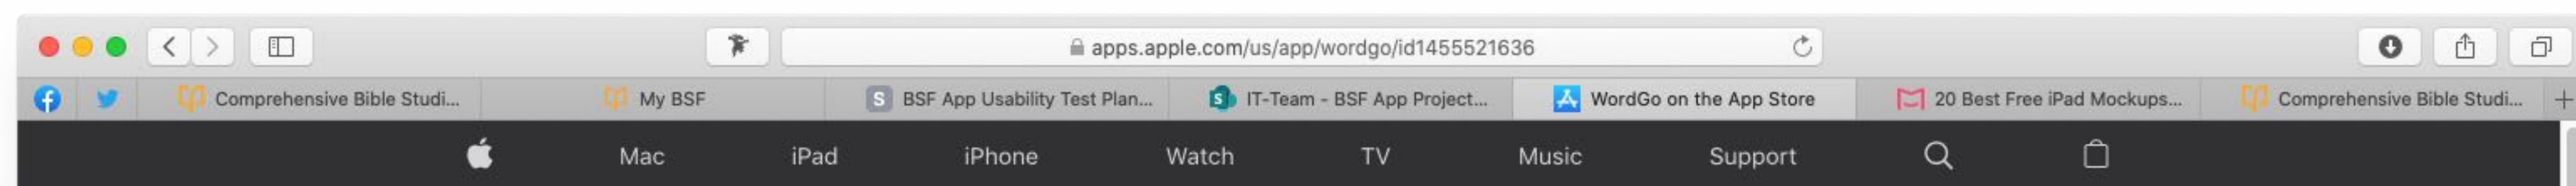 apps.apple.com/us/app/wordgo/id1455521636
Comprehensive Bible Studi... My BSF S BSF App Usability Test Plan... S IT-Team - BSF App Project... WordGo on the App Store 20 Best Free iPad Mockups... Comprehensive Bible Studi...
Mac iPad iPhone Watch TV Music Support